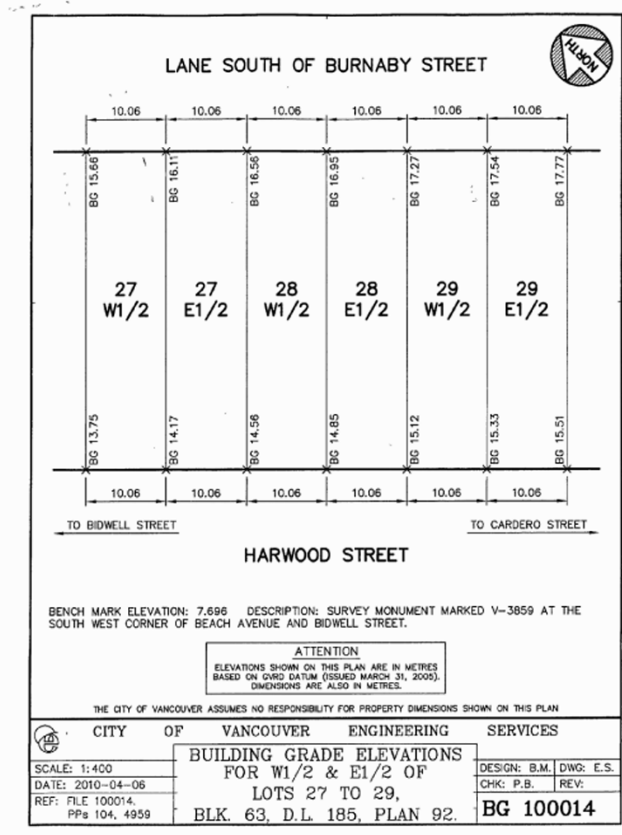 NORTH
LANE SOUTH OF BURNABY STREET
10.06 10.06 10.06 10.06 10.06 10.06
BG 15.66 BG 16.11 BG 16.56 BG 16.95 BG 17.27 BG 17.54 BG 17.77
27 27 28 28 29 29
W1/2 E1/2 W1/2 E1/2 W1/2 E1/2
BG 13.75 BG 14.17 BG 14.56 BG 14.85 BG 15.12 BG 15.33 BG 15.51
10.06 10.06 10.06 10.06 10.06 10.06
TO BIDWELL STREET TO CARDERO STREET
HARWOOD STREET
BENCH MARK ELEVATION: 7.696 DESCRIPTION: SURVEY MONUMENT MARKED V-3859 AT THE
SOUTH WEST CORNER OF BEACH AVENUE AND BIDWELL STREET.
ATTENTION
ELEVATIONS SHOWN ON THIS PLAN ARE IN METRES
BASED ON GVRD DATUM (ISSUED MARCH 31, 2005).
DIMENSIONS ARE ALSO IN METRES.
THE CITY OF VANCOUVER ASSUMES NO RESPONSIBILITY FOR PROPERTY DIMENSIONS SHOWN ON THIS PLAN
CITY OF VANCOUVER ENGINEERING SERVICES
SCALE: 1:400
DATE: 2010-04-06
REF: FILE 100014.
PPs 104, 4959
BUILDING GRADE ELEVATIONS
FOR W1/2 & E1/2 OF
LOTS 27 TO 29,
BLK. 63, D.L. 185, PLAN 92.
DESIGN: B.M. DWG: E.S.
CHK: P.B. REV:
BG 100014